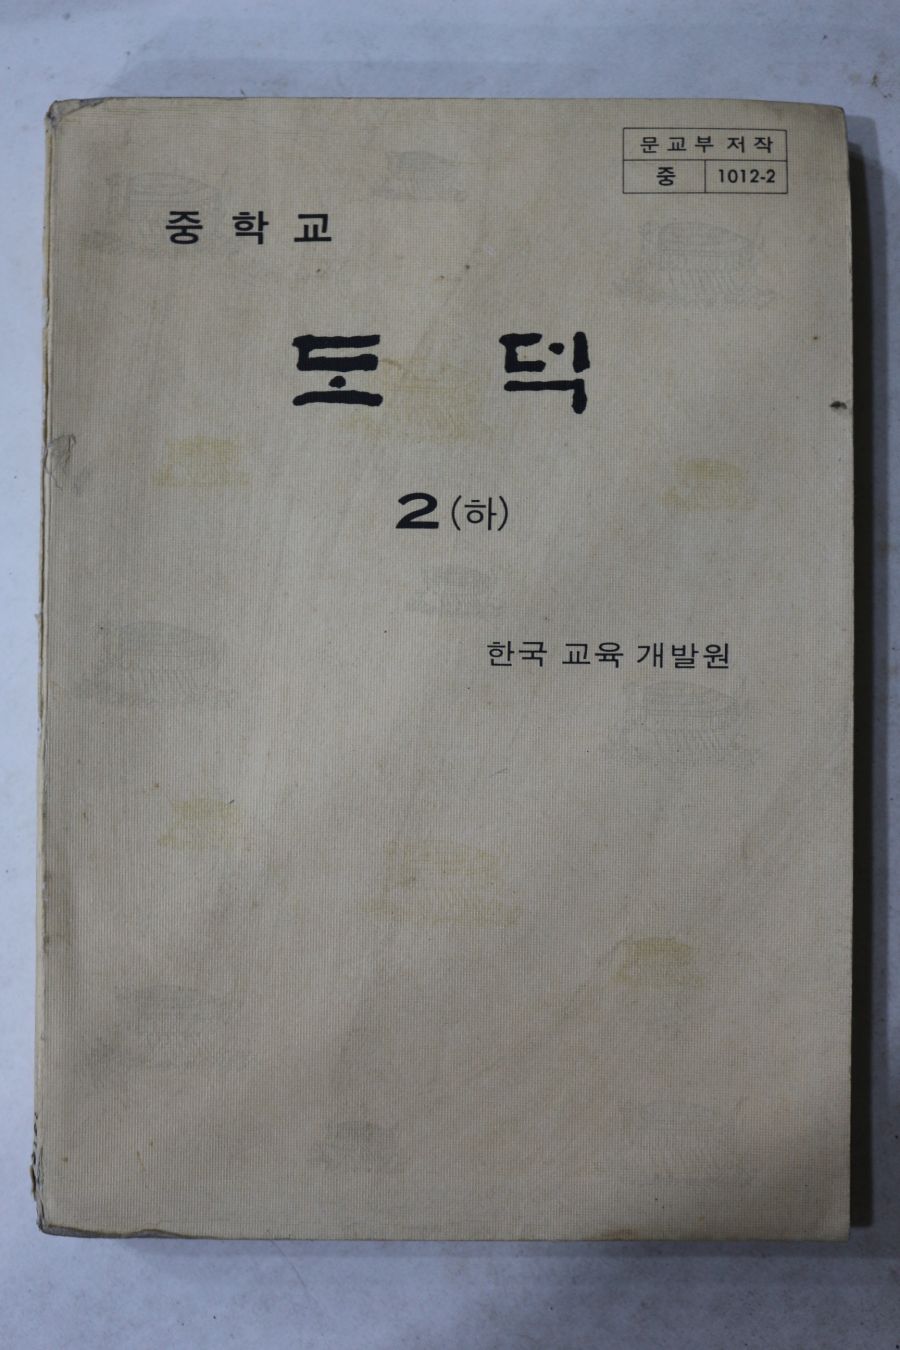 문교부 저작
중 1012-2
중학교
도덕
2 (하)
한국 교육 개발원